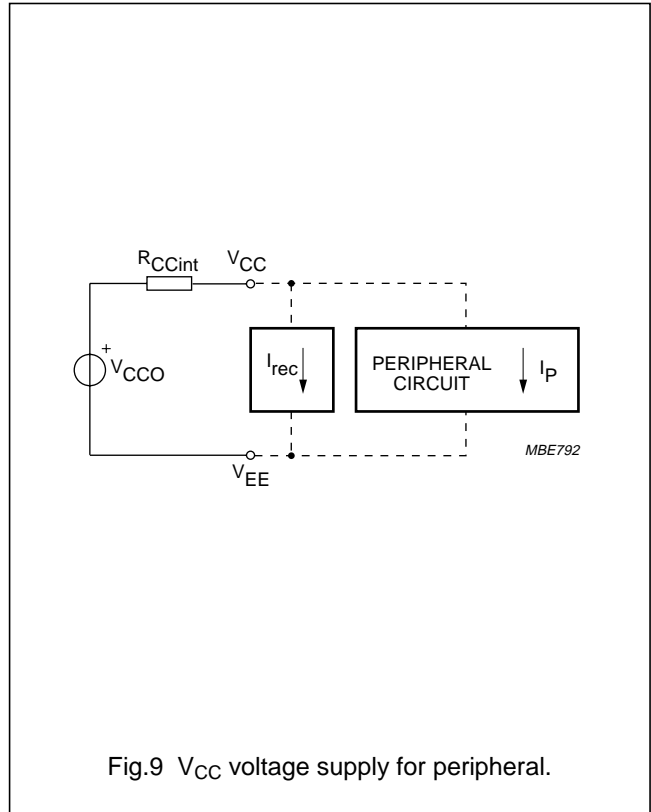 RCCint
VCC
+
VCCO
Irec
PERIPHERAL
CIRCUIT
IP
VEE
MBE792
Fig.9 VCC voltage supply for peripheral.